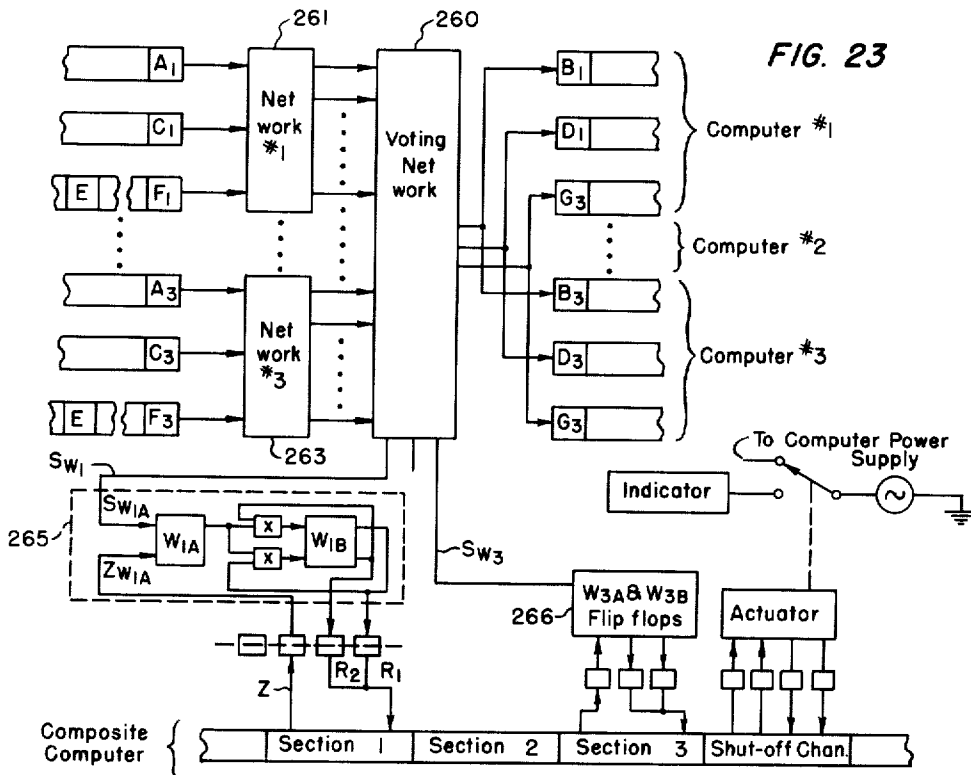 261
260
FIG. 23
A1
Net work #1
B1
C1
D1
Computer #1
Voting Net work
E
F1
G3
Computer #2
A3
B3
C3
Net work #3
D3
Computer #3
E
F3
G3
263
SW1
To Computer Power Supply
Indicator
265
SW1A
W1A
x
x
W1B
ZW1A
SW3
266
W3A & W3B Flip flops
Actuator
R2
R1
Z
Composite Computer
Section 1
Section 2
Section 3
Shut-off Chan.